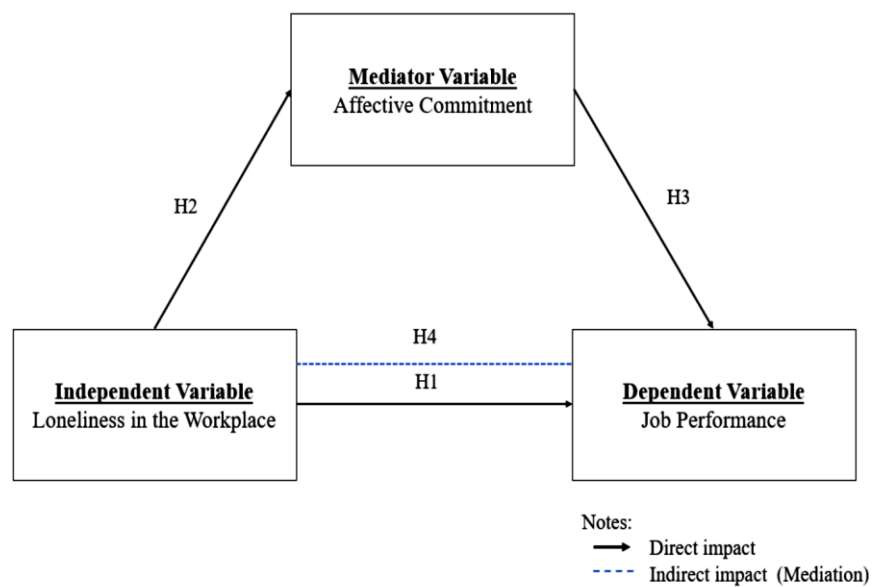 Mediator Variable
Affective Commitment
H2
H3
H4
H1
Independent Variable
Loneliness in the Workplace
Dependent Variable
Job Performance
Notes:
Direct impact
Indirect impact (Mediation)